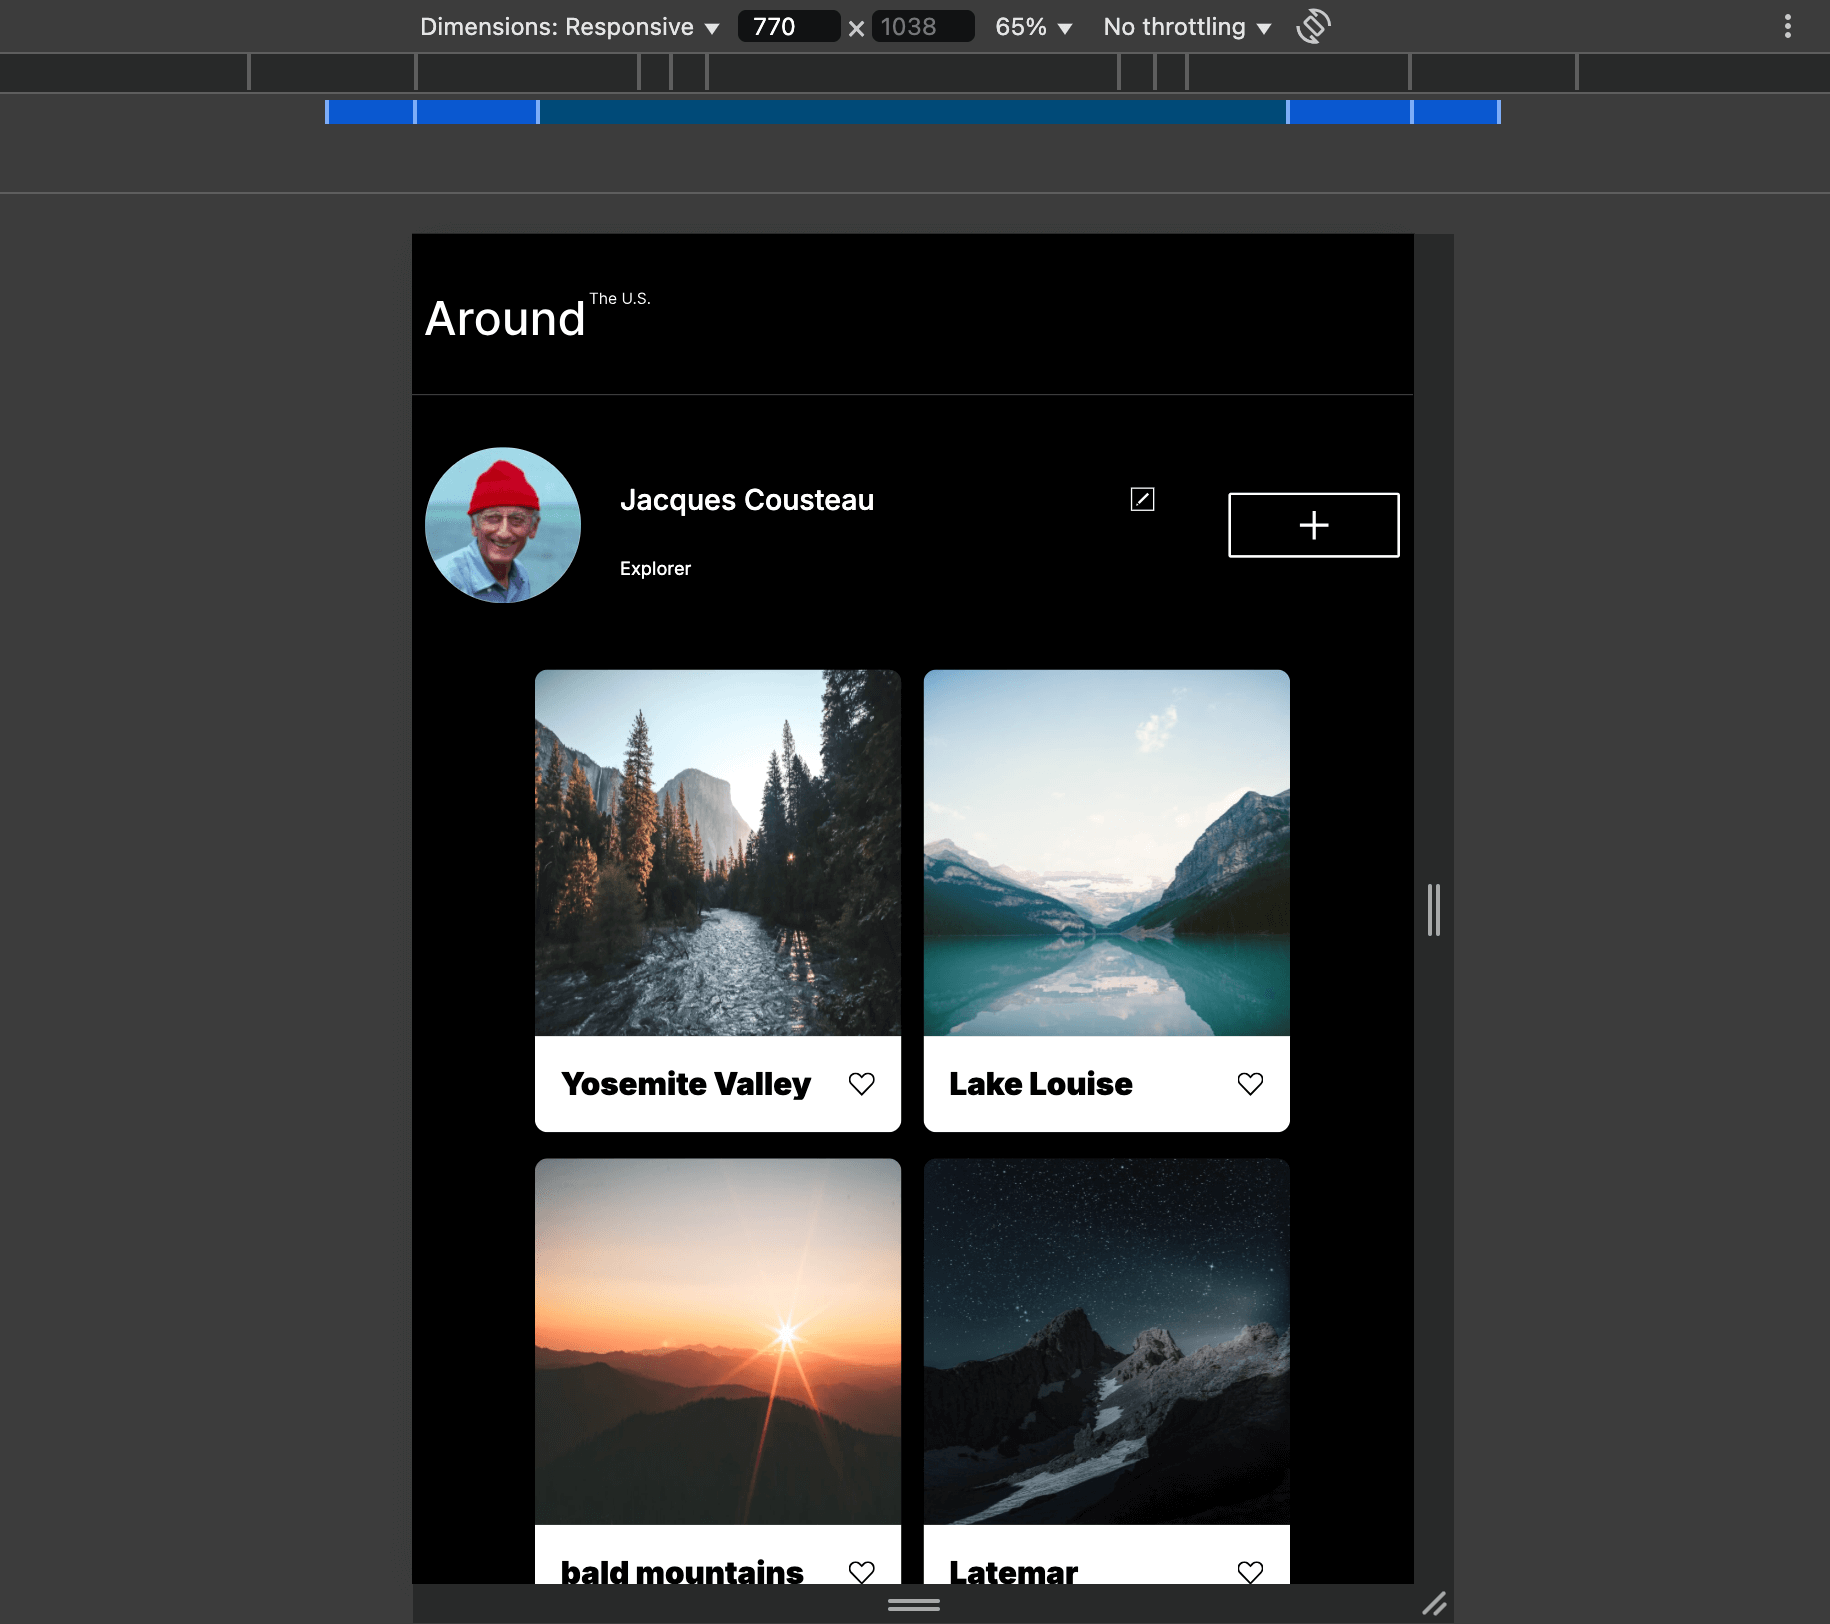 Dimensions: Responsive ▼ 770 × 1038 65% ▼ No throttling ▼
Around The U.S.
Jacques Cousteau
Explorer
Yosemite Valley
Lake Louise
bald mountains
Latemar